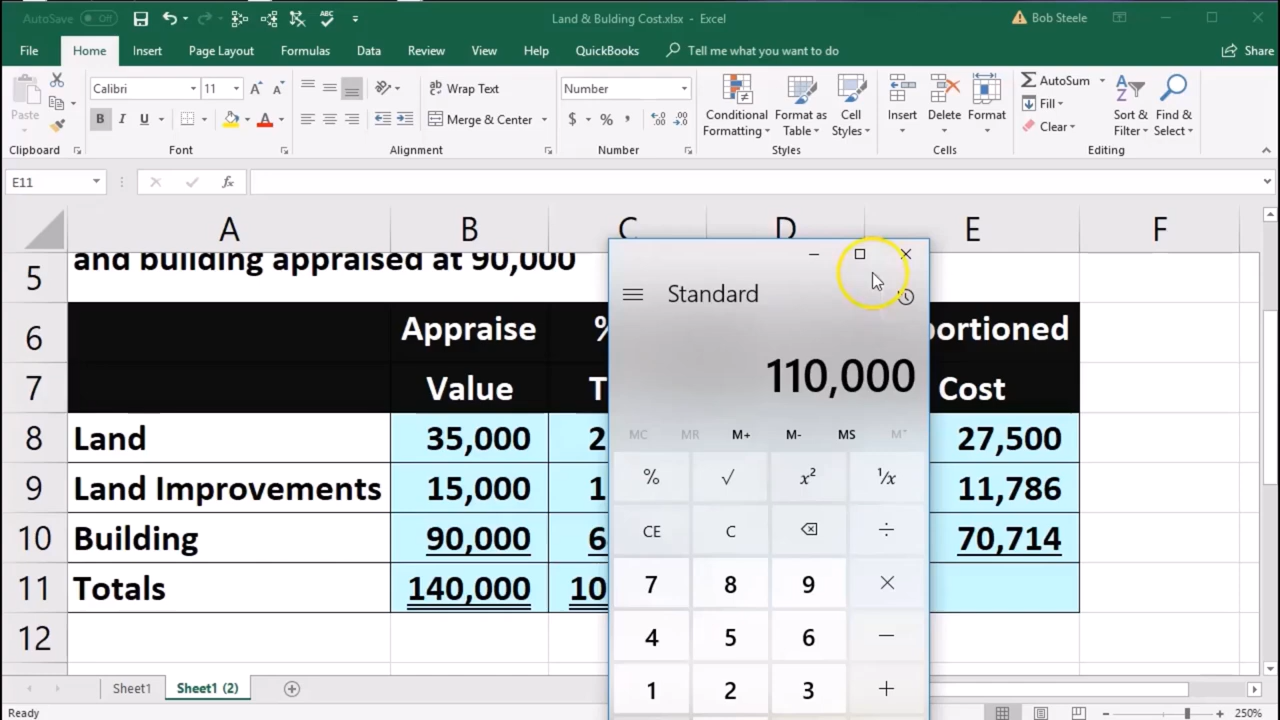 AutoSave Off Land & Bulding Cost.xlsx - Excel Bob Steele
File Home Insert Page Layout Formulas Data Review View Help QuickBooks Tell me what you want to do Share
Paste Calibri 11 Wrap Text Number AutoSum
B I U Merge & Center $ % , Conditional Formatting Format as Table Cell Styles Insert Delete Format Fill Clear Sort & Filter Find & Select
Clipboard Font Alignment Number Styles Cells Editing
E11 fx
A B C D E F
5 and building appraised at 90,000
6 Appraise %
7 Value Cost
8 Land 35,000 27,500
9 Land Improvements 15,000 11,786
10 Building 90,000 70,714
11 Totals 140,000
12
Standard
110,000
MC MR M+ M- MS
% √ x² ¹/x
CE C ÷
7 8 9 ×
4 5 6 −
1 2 3 +
Sheet1 Sheet1 (2)
Ready 250%